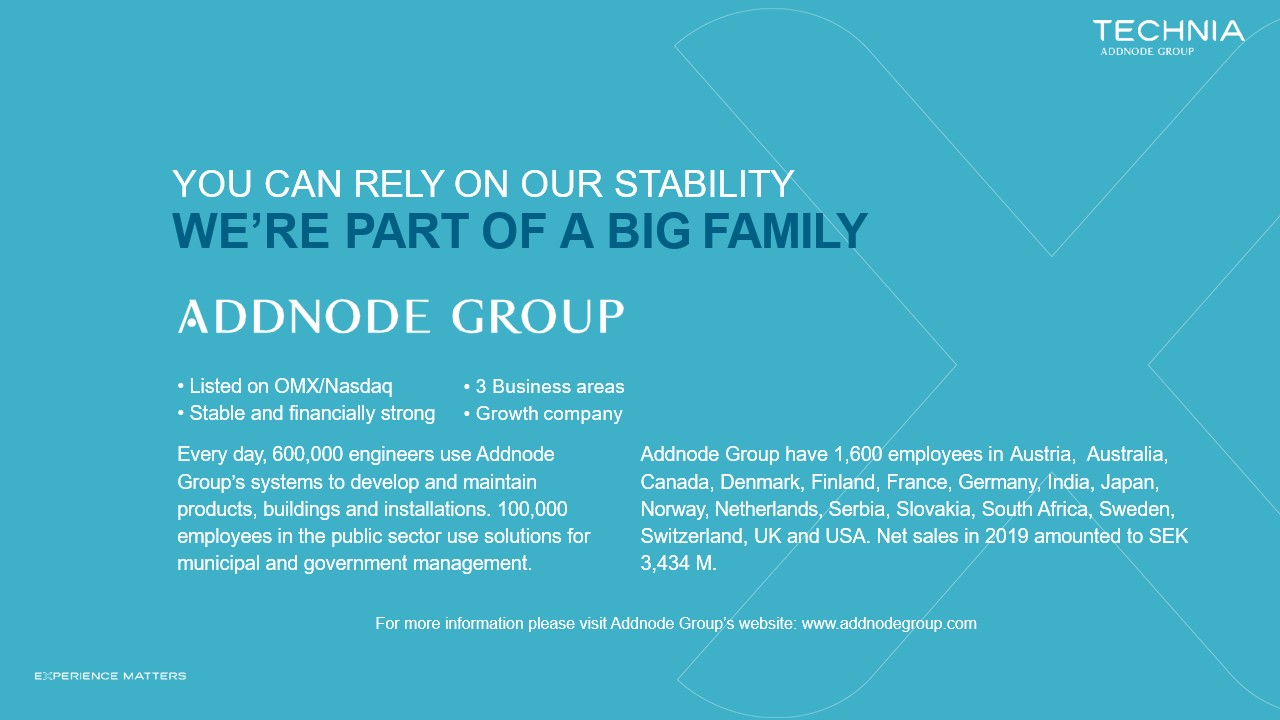 TECHNIA
ADDNODE GROUP
YOU CAN RELY ON OUR STABILITY
WE’RE PART OF A BIG FAMILY
ADDNODE GROUP
• Listed on OMX/Nasdaq
• Stable and financially strong
• 3 Business areas
• Growth company
Every day, 600,000 engineers use Addnode
Group’s systems to develop and maintain
products, buildings and installations. 100,000
employees in the public sector use solutions for
municipal and government management.
Addnode Group have 1,600 employees in Austria,  Australia,
Canada, Denmark, Finland, France, Germany, India, Japan,
Norway, Netherlands, Serbia, Slovakia, South Africa, Sweden,
Switzerland, UK and USA. Net sales in 2019 amounted to SEK
3,434 M.
For more information please visit Addnode Group’s website: www.addnodegroup.com
EXPERIENCE MATTERS